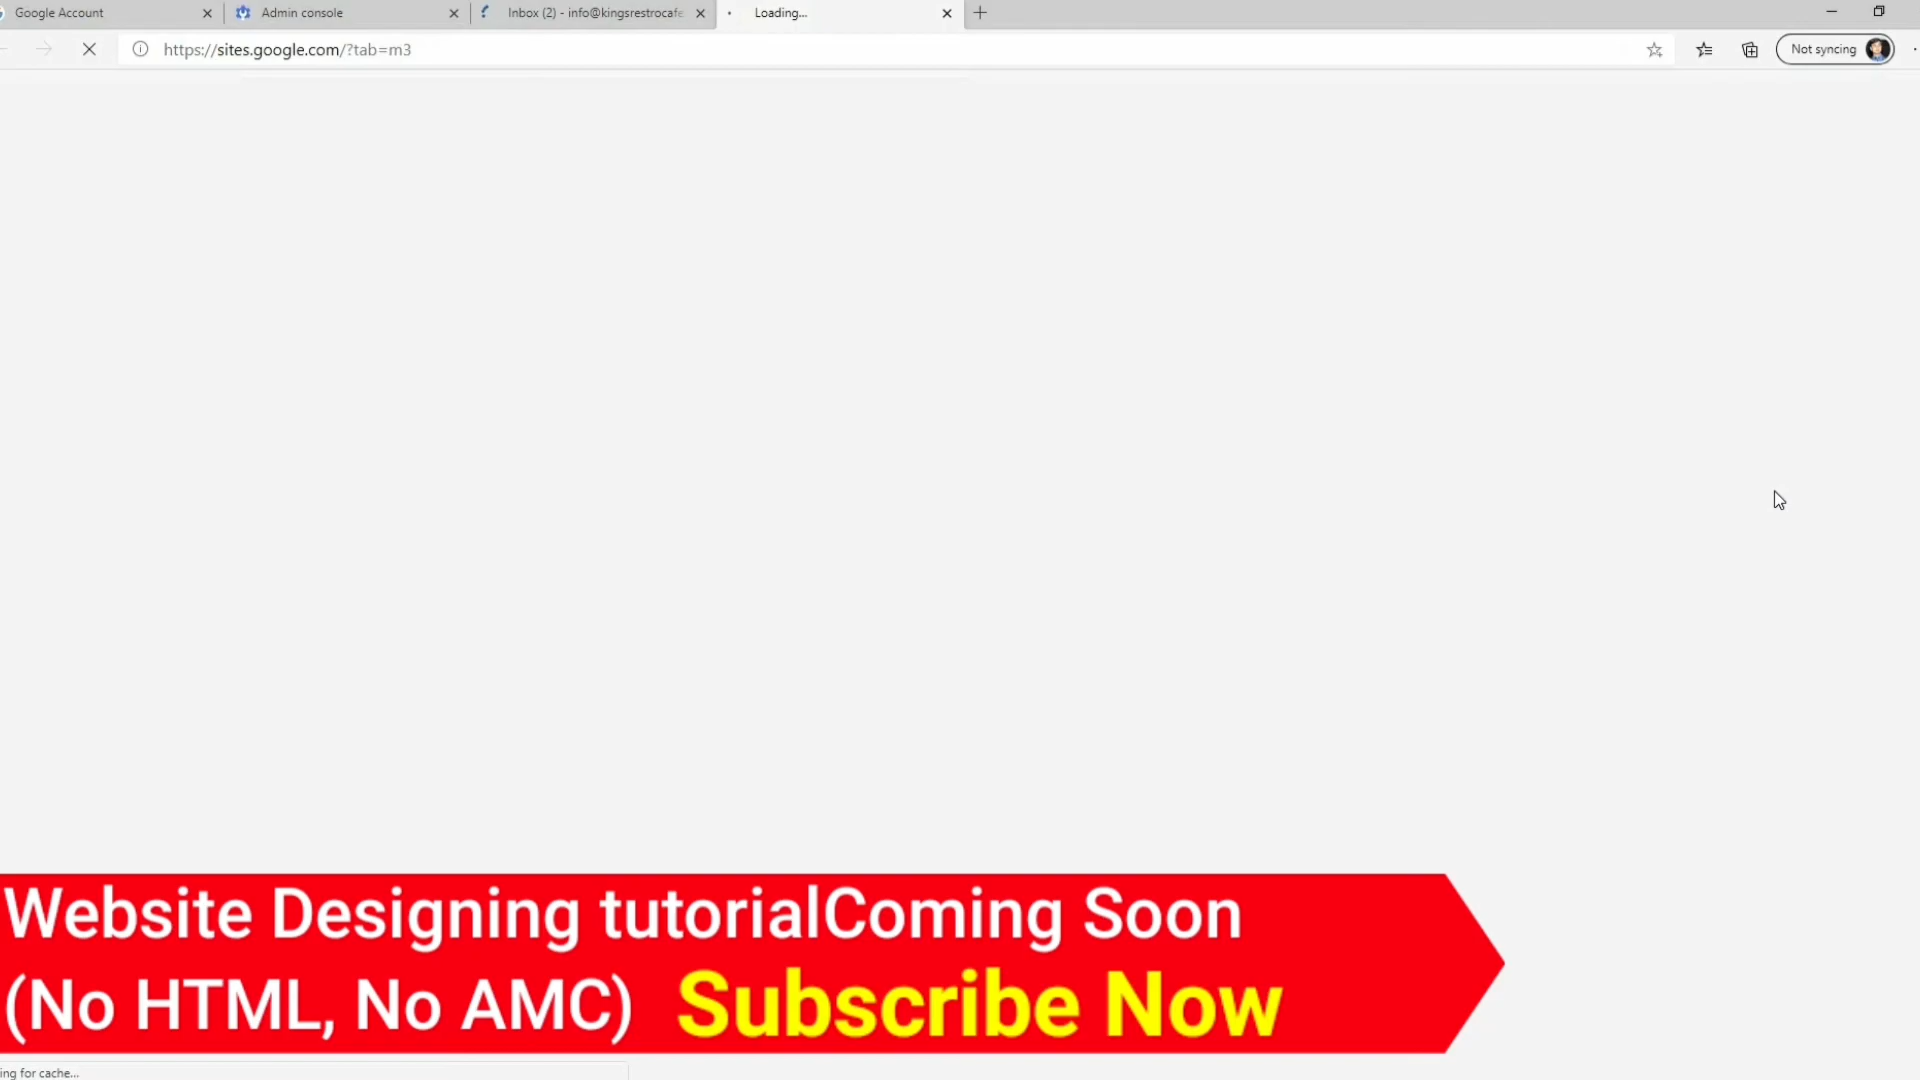 Google Account
Admin console
Inbox (2) - info@kingsrestrocafe
Loading...
https://sites.google.com/?tab=m3
Not syncing
Website Designing tutorialComing Soon
(No HTML, No AMC) Subscribe Now
ing for cache...